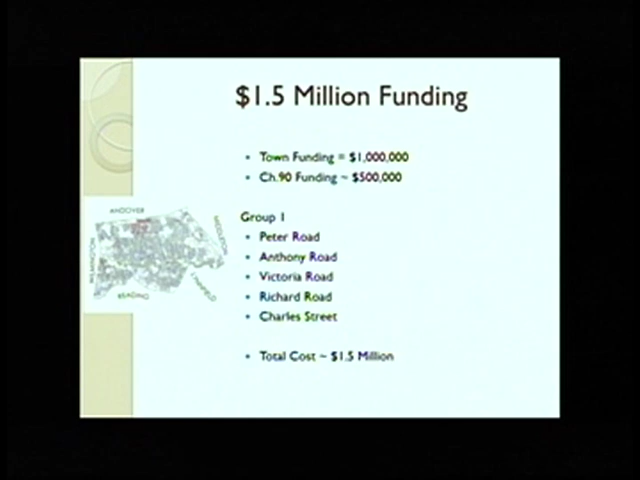 $1.5 Million Funding
Town Funding = $1,000,000
Ch.90 Funding ~ $500,000
Group 1
Peter Road
Anthony Road
Victoria Road
Richard Road
Charles Street
Total Cost ~ $1.5 Million
ANDOVER
MIDDLETON
WILMINGTON
READING
LYNNFIELD